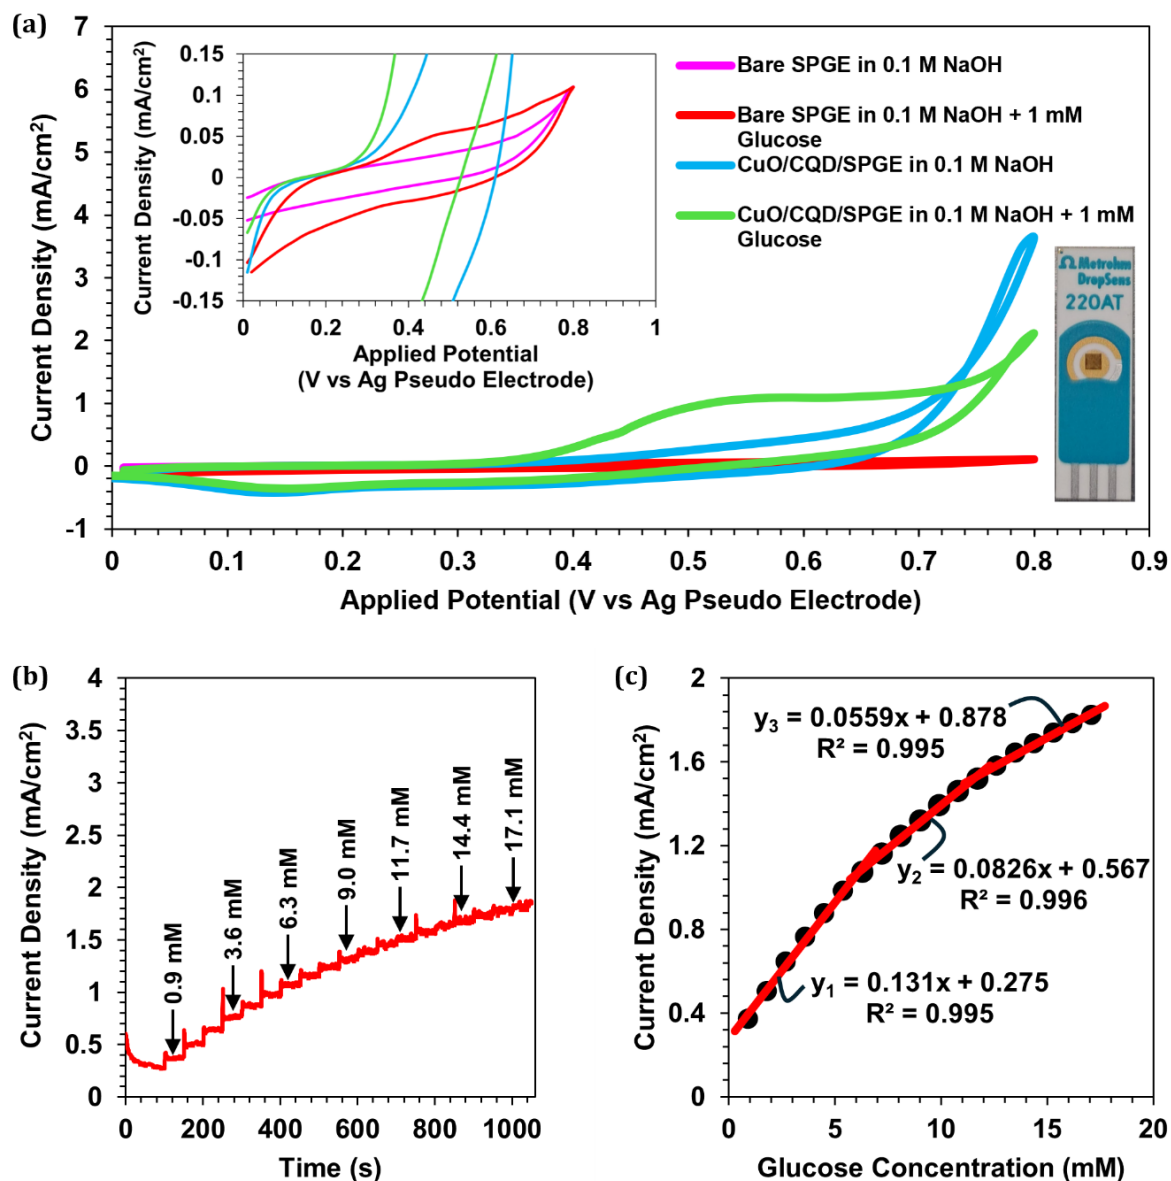 (a)
Current Density (mA/cm²)
7
6
5
4
3
2
1
0
-1
0
0.1
0.2
0.3
0.4
0.5
0.6
0.7
0.8
0.9
Applied Potential (V vs Ag Pseudo Electrode)
Current Density (mA/cm²)
0.15
0.1
0.05
0
-0.05
-0.1
-0.15
0
0.2
0.4
0.6
0.8
1
Applied Potential
(V vs Ag Pseudo Electrode)
Bare SPGE in 0.1 M NaOH
Bare SPGE in 0.1 M NaOH + 1 mM
Glucose
CuO/CQD/SPGE in 0.1 M NaOH
CuO/CQD/SPGE in 0.1 M NaOH + 1 mM
Glucose
Ω Metrohm
DropSens
220AT
(b)
Current Density (mA/cm²)
4
3.5
3
2.5
2
1.5
1
0.5
0
0
200
400
600
800
1000
Time (s)
0.9 mM
3.6 mM
6.3 mM
9.0 mM
11.7 mM
14.4 mM
17.1 mM
(c)
Current Density (mA/cm²)
2
1.6
1.2
0.8
0.4
0
0
5
10
15
20
Glucose Concentration (mM)
y₃ = 0.0559x + 0.878
R² = 0.995
y₂ = 0.0826x + 0.567
R² = 0.996
y₁ = 0.131x + 0.275
R² = 0.995